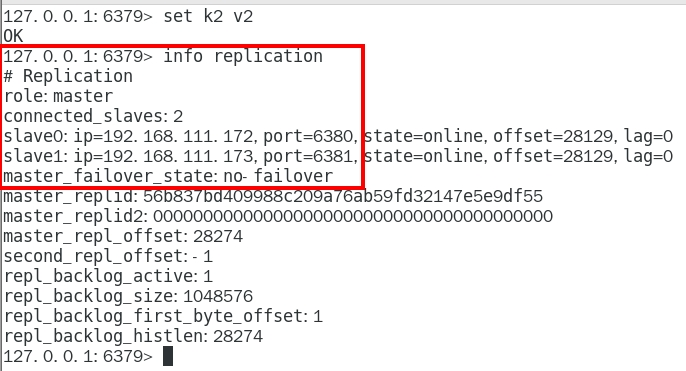 127.0.0.1:6379> set k2 v2
OK
127.0.0.1:6379> info replication
# Replication
role:master
connected_slaves:2
slave0:ip=192.168.111.172,port=6380,state=online,offset=28129,lag=0
slave1:ip=192.168.111.173,port=6381,state=online,offset=28129,lag=0
master_failover_state:no-failover
master_replid:56b837bd409988c209a76ab59fd32147e5e9df55
master_replid2:0000000000000000000000000000000000000000
master_repl_offset:28274
second_repl_offset:-1
repl_backlog_active:1
repl_backlog_size:1048576
repl_backlog_first_byte_offset:1
repl_backlog_histlen:28274
127.0.0.1:6379>